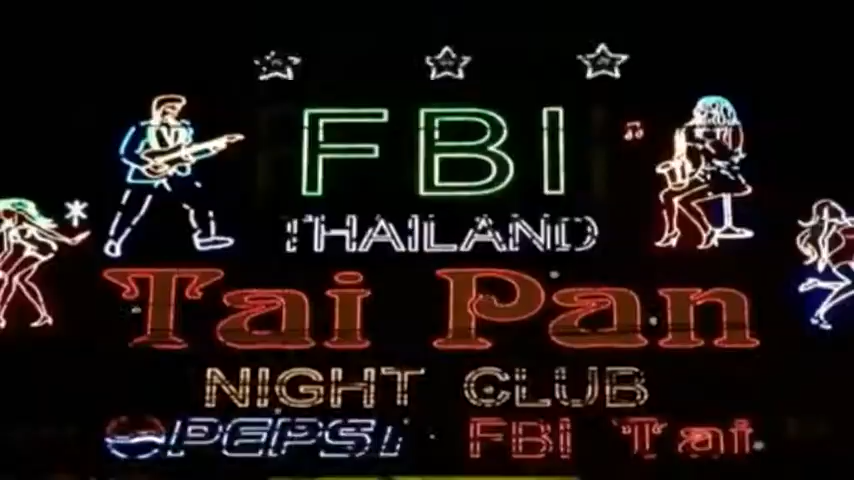 FBI
THAILAND
Tai Pan
NIGHT CLUB
PEPSI FBI Tai